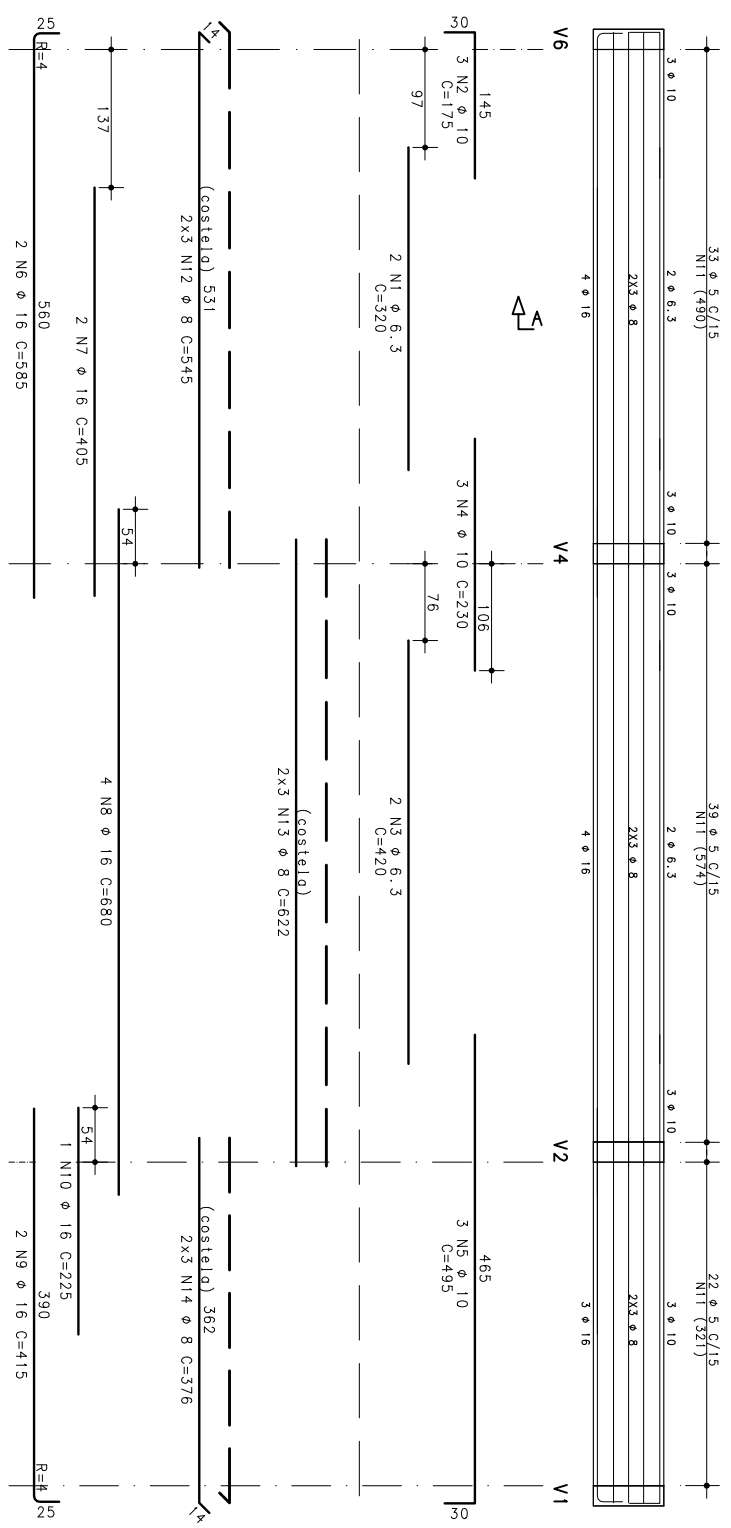 33 φ 5 C/15
N11 (490)
39 φ 5 C/15
N11 (574)
22 φ 5 C/15
N11 (321)
3 φ 10
2 φ 6.3
3 φ 10
3 φ 10
2 φ 6.3
3 φ 10
3 φ 10
2X3 φ 8
2X3 φ 8
2X3 φ 8
4 φ 16
4 φ 16
3 φ 16
V6
V4
V2
V1
A
30
145
3 N2 φ 10
C=175
106
3 N4 φ 10 C=230
465
3 N5 φ 10
C=495
30
97
2 N1 φ 6.3
C=320
76
2 N3 φ 6.3
C=420
2x3 N13 φ 8 C=622
(costela)
14
(costela) 531
2x3 N12 φ 8 C=545
(costela) 362
2x3 N14 φ 8 C=376
14
54
4 N8 φ 16 C=680
137
2 N7 φ 16 C=405
54
1 N10 φ 16 C=225
25
R=4
560
2 N6 φ 16 C=585
390
2 N9 φ 16 C=415
R=4
25